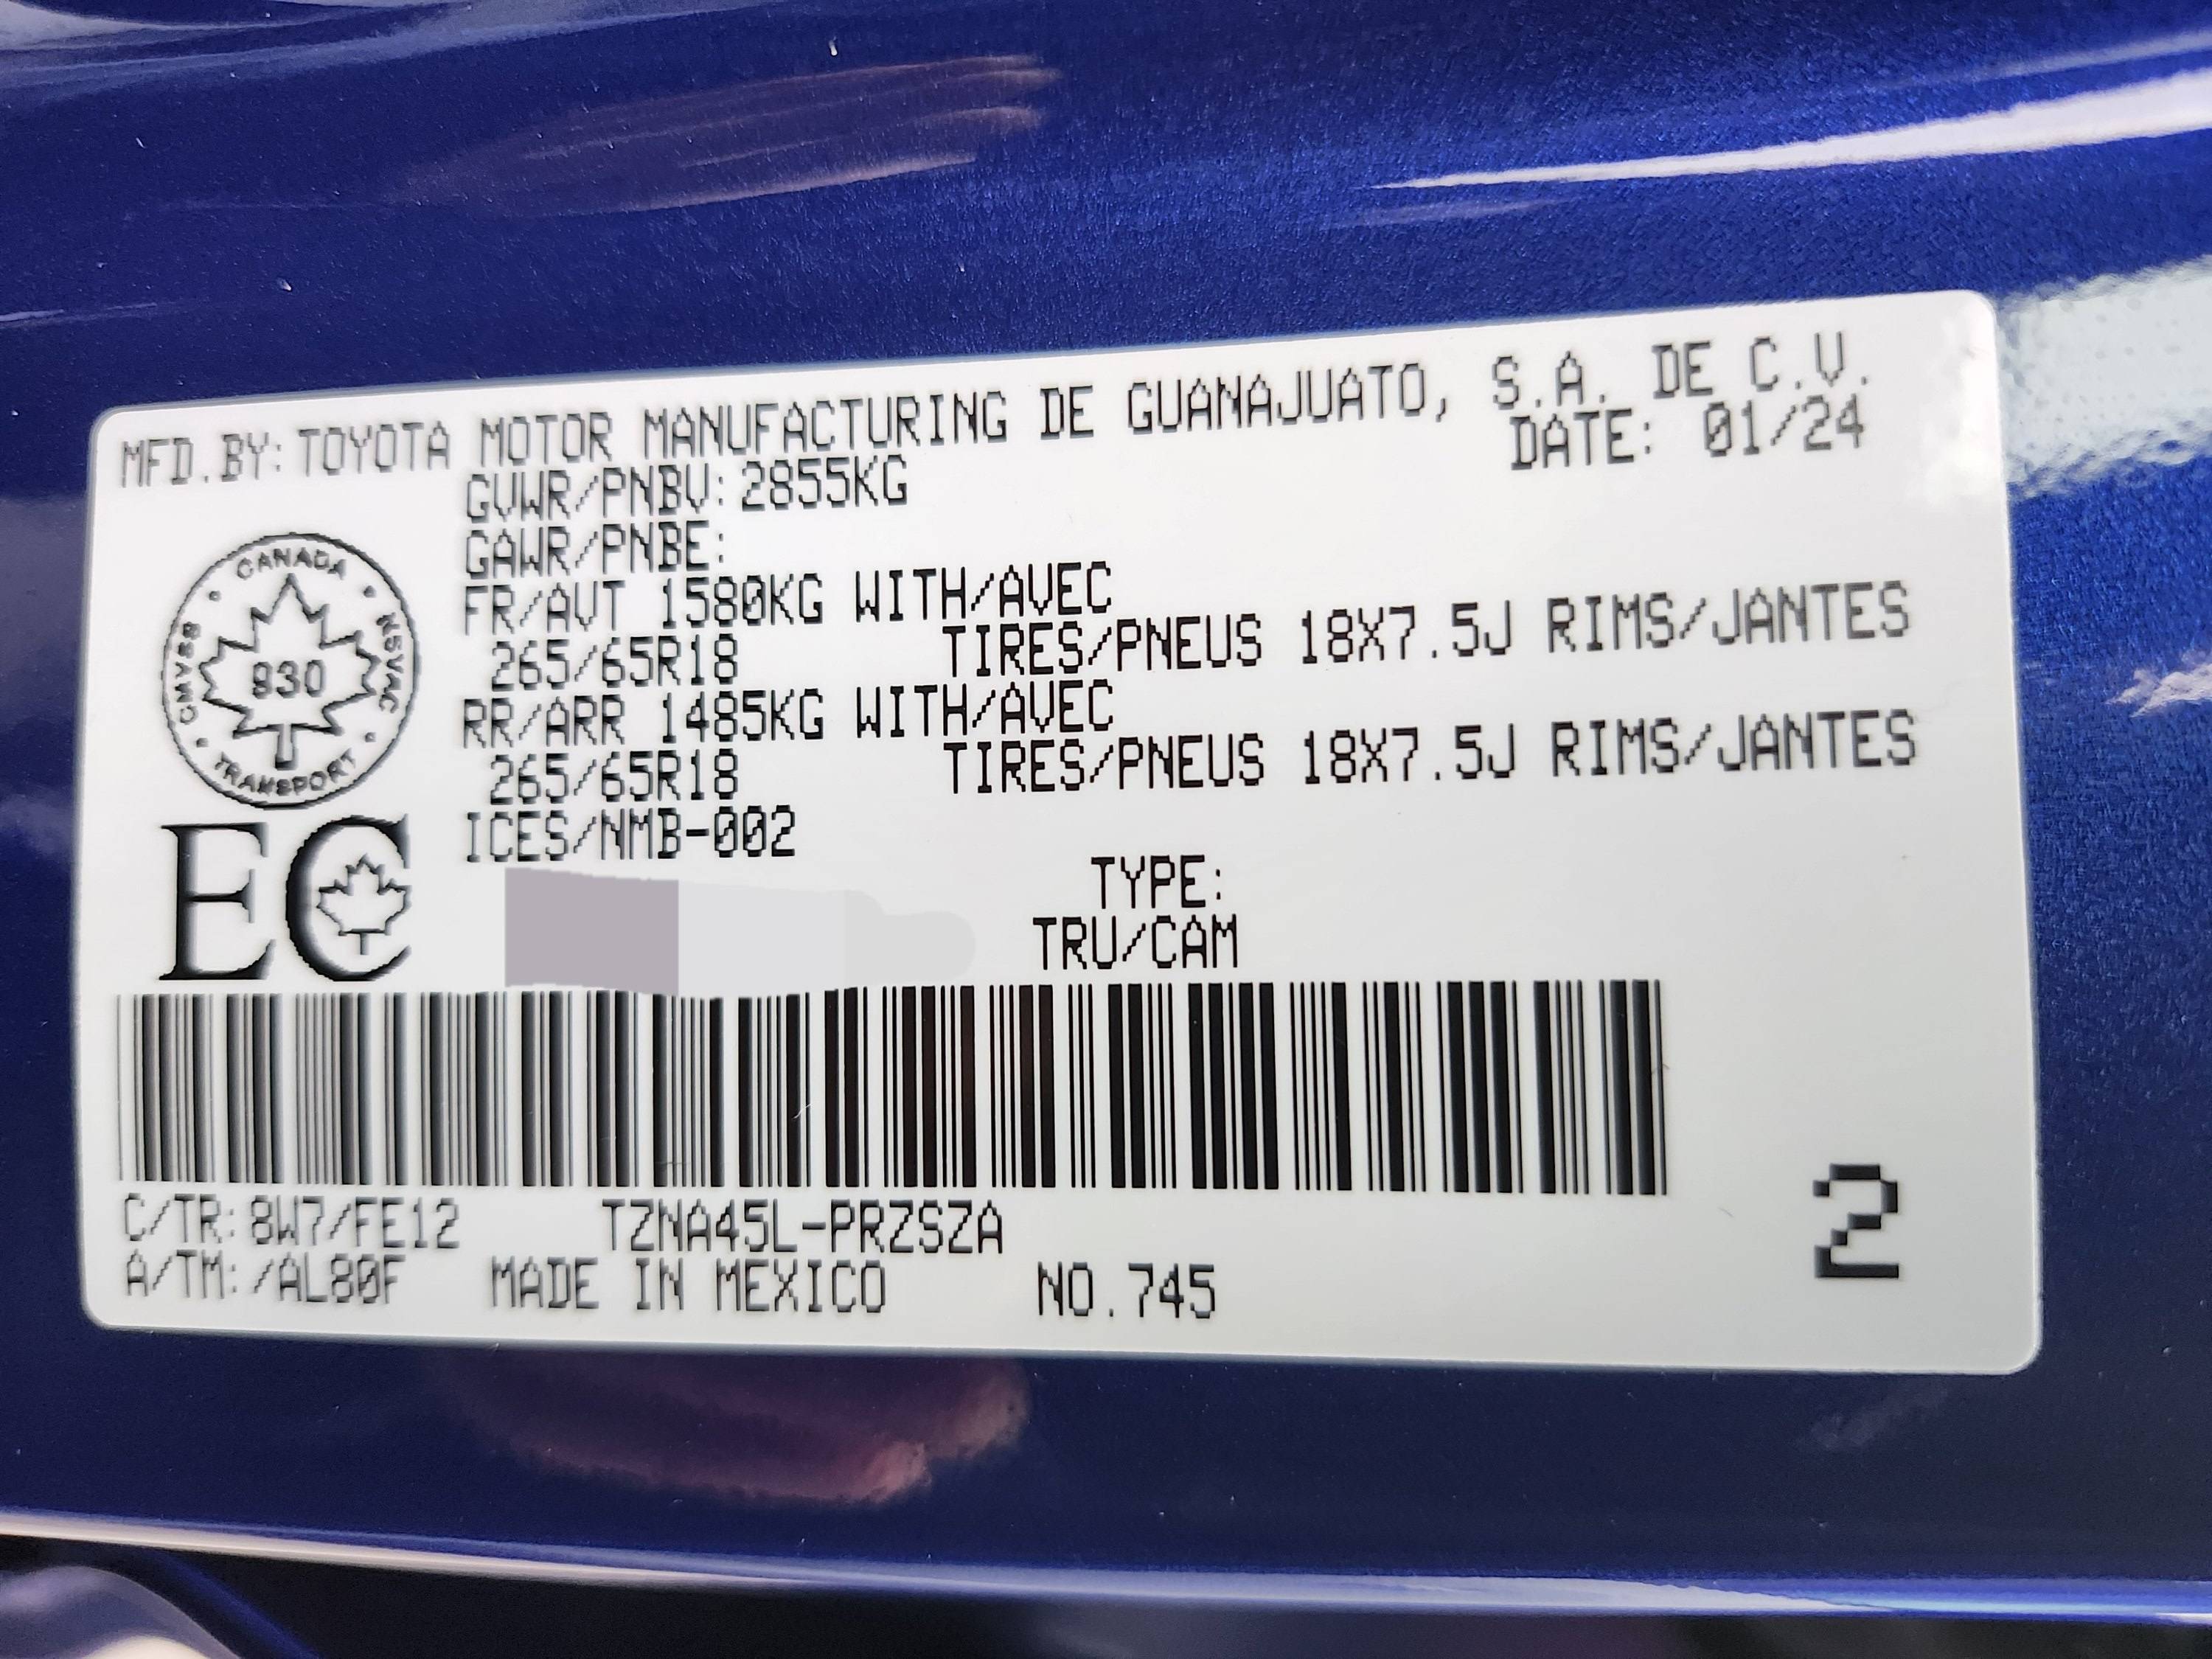 MFD.BY: TOYOTA MOTOR MANUFACTURING DE GUANAJUATO, S.A. DE C.V.
GVWR/PNBV: 2855KG DATE: 01/24
GAWR/PNBE:
FR/AVT 1580KG WITH/AVEC
265/65R18 TIRES/PNEUS 18X7.5J RIMS/JANTES
RR/ARR 1485KG WITH/AVEC
265/65R18 TIRES/PNEUS 18X7.5J RIMS/JANTES
ICES/NMB-002
CANADA
NSVAC
TRANSPORT
CMVSS
930
EC
TYPE:
TRU/CAM
C/TR: 8W7/FE12 TZNA45L-PRZSZA
A/TM: /AL80F MADE IN MEXICO NO.745
2